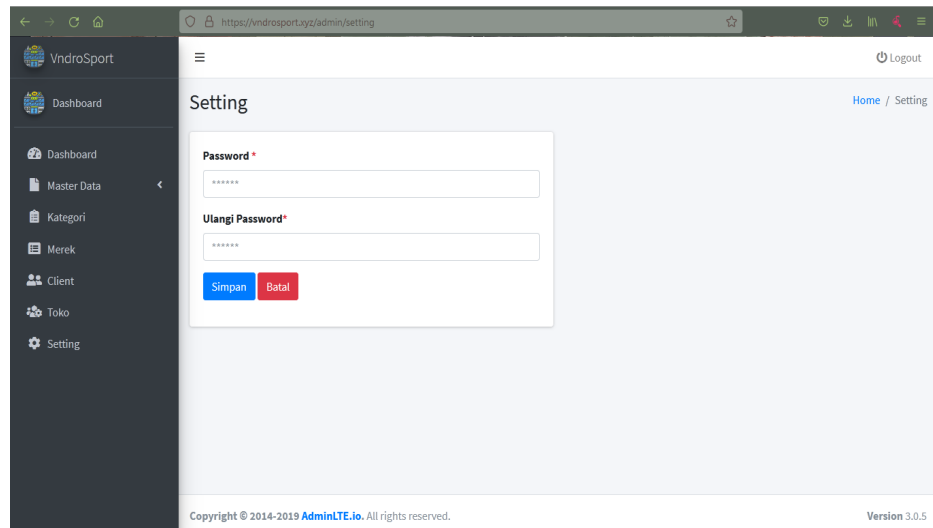 https://vndrosport.xyz/admin/setting
VndroSport
Logout
Dashboard
Setting
Home / Setting
Dashboard
Master Data
Kategori
Merek
Client
Toko
Setting
Password *
******
Ulangi Password*
******
Simpan Batal
Copyright © 2014-2019 AdminLTE.io. All rights reserved.
Version 3.0.5